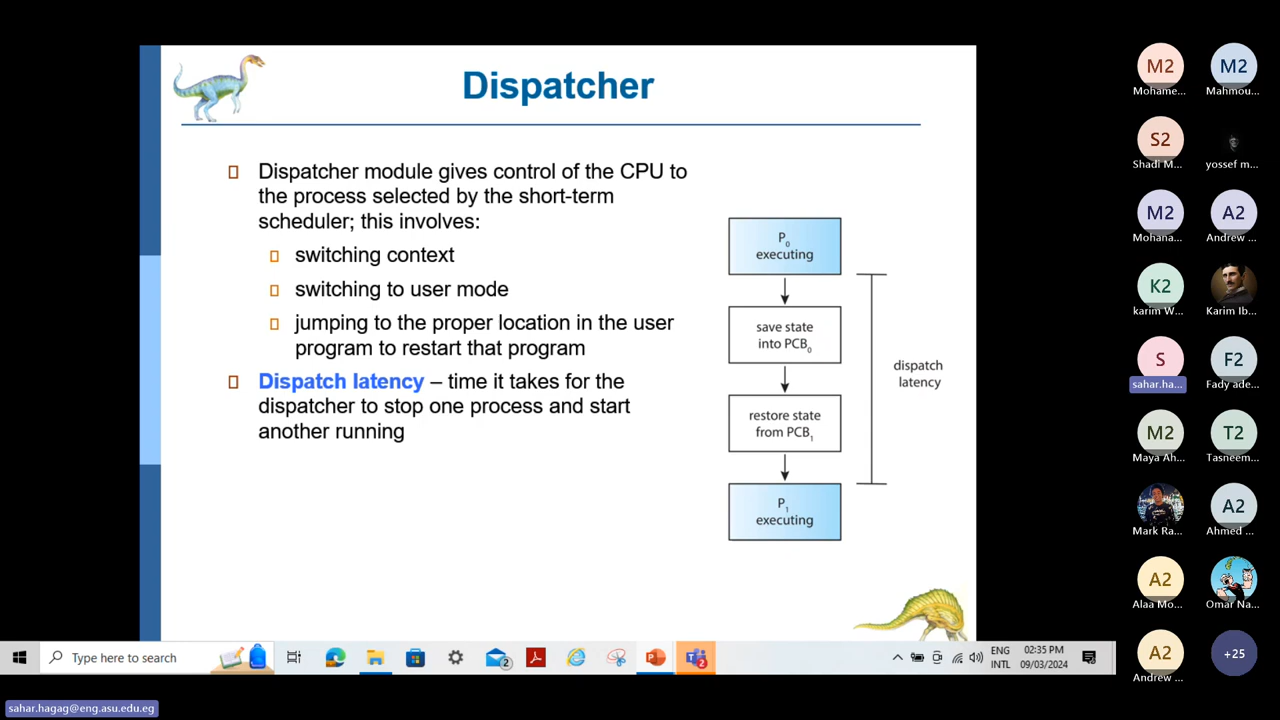 Dispatcher
Dispatcher module gives control of the CPU to
the process selected by the short-term
scheduler; this involves:
switching context
switching to user mode
jumping to the proper location in the user
program to restart that program
Dispatch latency – time it takes for the
dispatcher to stop one process and start
another running
P0
executing
save state
into PCB0
restore state
from PCB1
P1
executing
dispatch
latency
M2
Mohame...
M2
Mahmou...
S2
Shadi M...
yossef m...
M2
Mohana...
A2
Andrew ...
K2
karim W...
Karim Ib...
S
sahar.ha...
F2
Fady ade...
M2
Maya Ah...
T2
Tasneem...
Mark Ra...
A2
Ahmed ...
A2
Alaa Mo...
Omar Na...
A2
Andrew ...
+25
Type here to search
2
2
ENG
INTL
02:35 PM
09/03/2024
sahar.hagag@eng.asu.edu.eg